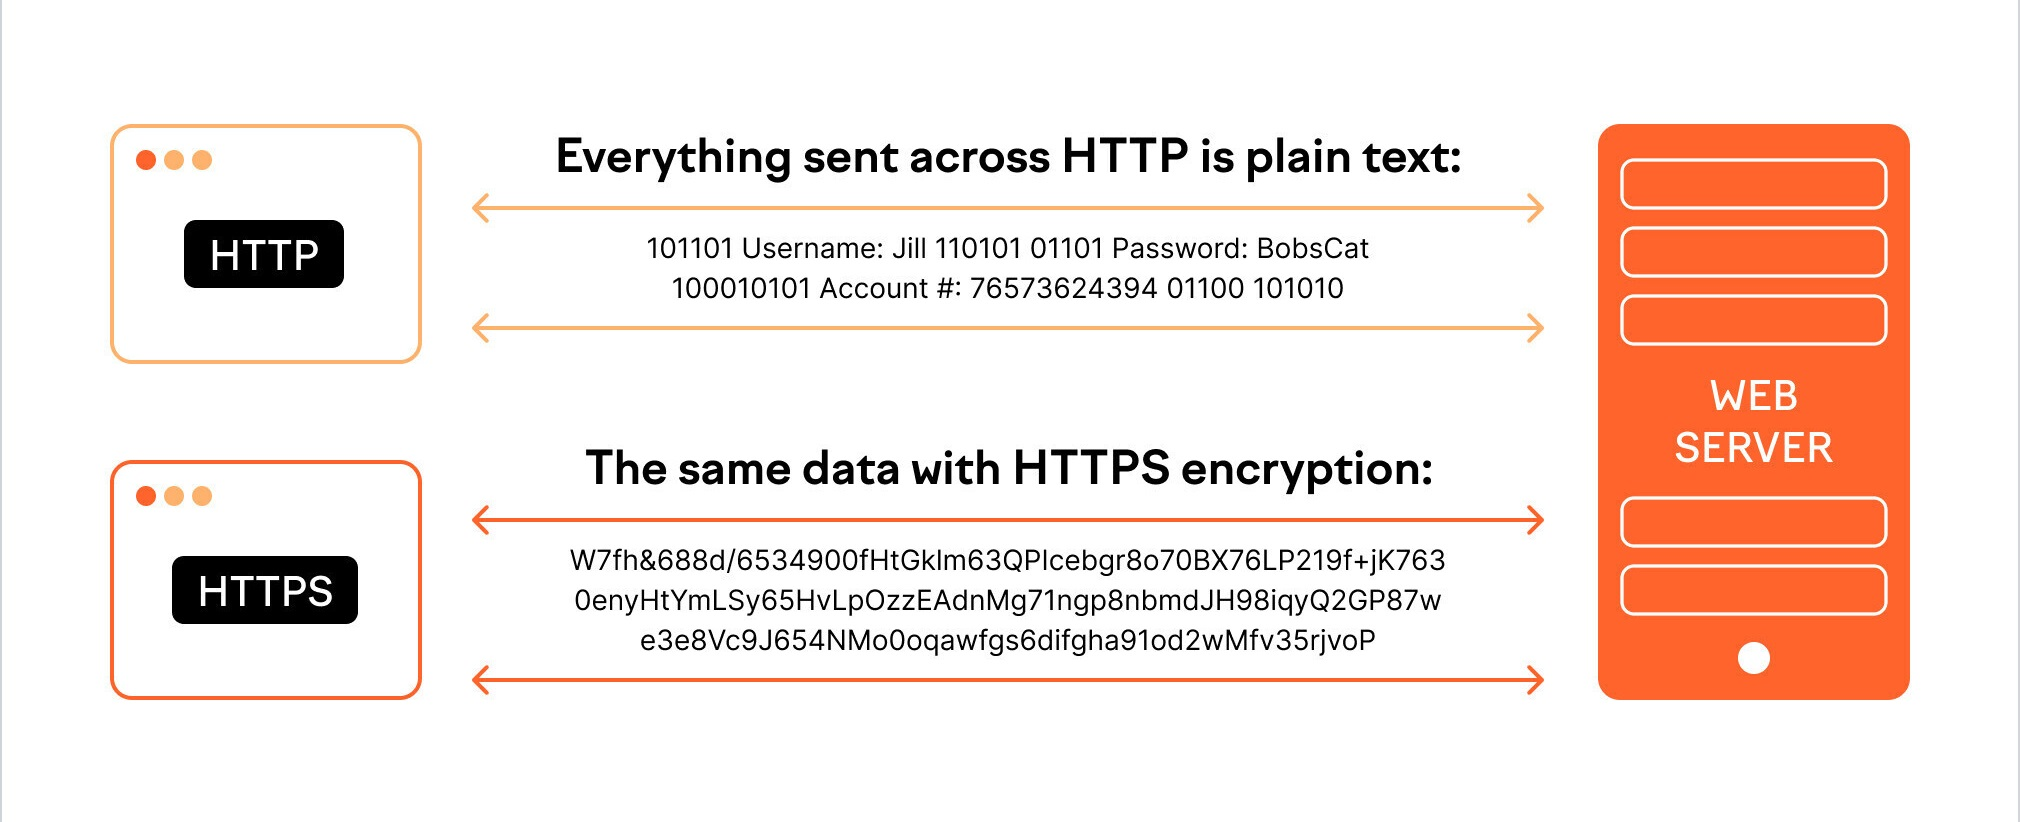 HTTP
Everything sent across HTTP is plain text:
101101 Username: Jill 110101 01101 Password: BobsCat
100010101 Account #: 76573624394 01100 101010
WEB
SERVER
HTTPS
The same data with HTTPS encryption:
W7fh&688d/6534900fHtGklm63QPIcebgr8o70BX76LP219f+jK763
0enyHtYmLSy65HvLpOzzEAdnMg71ngp8nbmdJH98iqyQ2GP87w
e3e8Vc9J654NMo0oqawfgs6difgha91od2wMfv35rjvoP